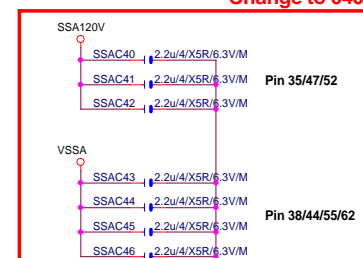 Change to 040
SSA120V
SSAC40 2.2u/4/X5R/6.3V/M
SSAC41 2.2u/4/X5R/6.3V/M Pin 35/47/52
SSAC42 2.2u/4/X5R/6.3V/M
VSSA
SSAC43 2.2u/4/X5R/6.3V/M
SSAC44 2.2u/4/X5R/6.3V/M
SSAC45 2.2u/4/X5R/6.3V/M Pin 38/44/55/62
SSAC46 2.2u/4/X5R/6.3V/M